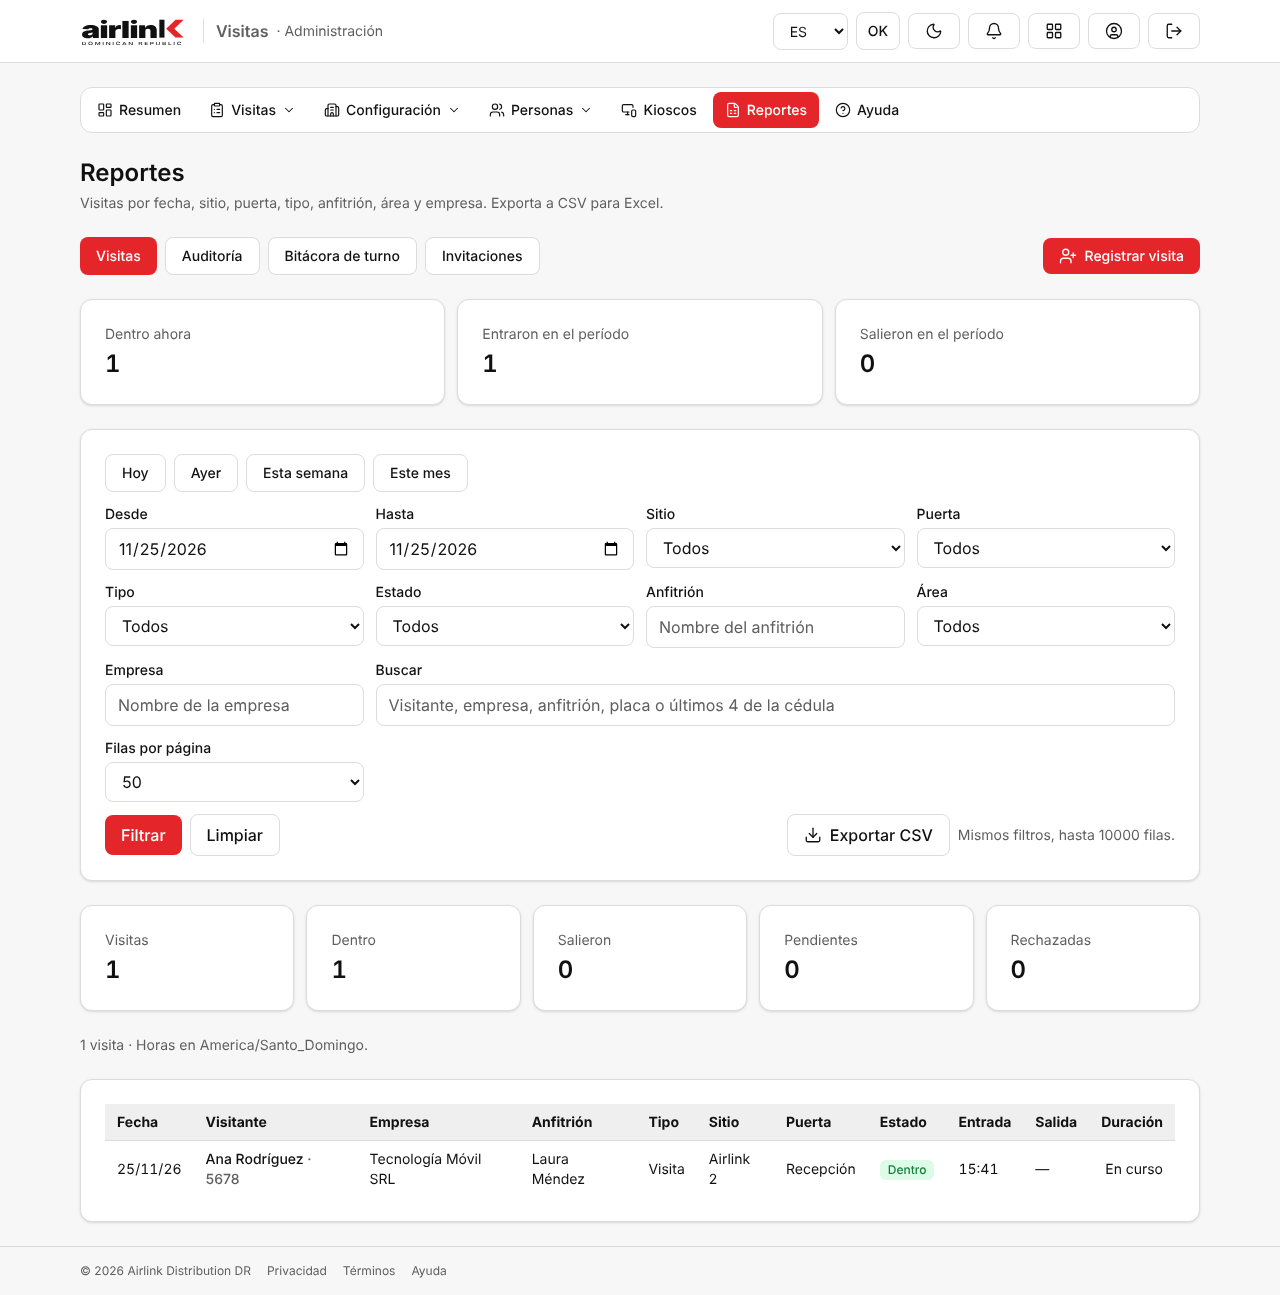 airlink
DOMINICAN REPUBLIC
Visitas · Administración
ES
OK
Resumen
Visitas
Configuración
Personas
Kioscos
Reportes
Ayuda
Reportes
Visitas por fecha, sitio, puerta, tipo, anfitrión, área y empresa. Exporta a CSV para Excel.
Visitas
Auditoría
Bitácora de turno
Invitaciones
Registrar visita
Dentro ahora
1
Entraron en el período
1
Salieron en el período
0
Hoy
Ayer
Esta semana
Este mes
Desde
11/25/2026
Hasta
11/25/2026
Sitio
Todos
Puerta
Todos
Tipo
Todos
Estado
Todos
Anfitrión
Nombre del anfitrión
Área
Todos
Empresa
Nombre de la empresa
Buscar
Visitante, empresa, anfitrión, placa o últimos 4 de la cédula
Filas por página
50
Filtrar
Limpiar
Exportar CSV
Mismos filtros, hasta 10000 filas.
Visitas
1
Dentro
1
Salieron
0
Pendientes
0
Rechazadas
0
1 visita · Horas en America/Santo_Domingo.
Fecha Visitante Empresa Anfitrión Tipo Sitio Puerta Estado Entrada Salida Duración
25/11/26
Ana Rodríguez ·
5678
Tecnología Móvil
SRL
Laura
Méndez
Visita
Airlink
2
Recepción
Dentro
15:41
—
En curso
© 2026 Airlink Distribution DR Privacidad Términos Ayuda